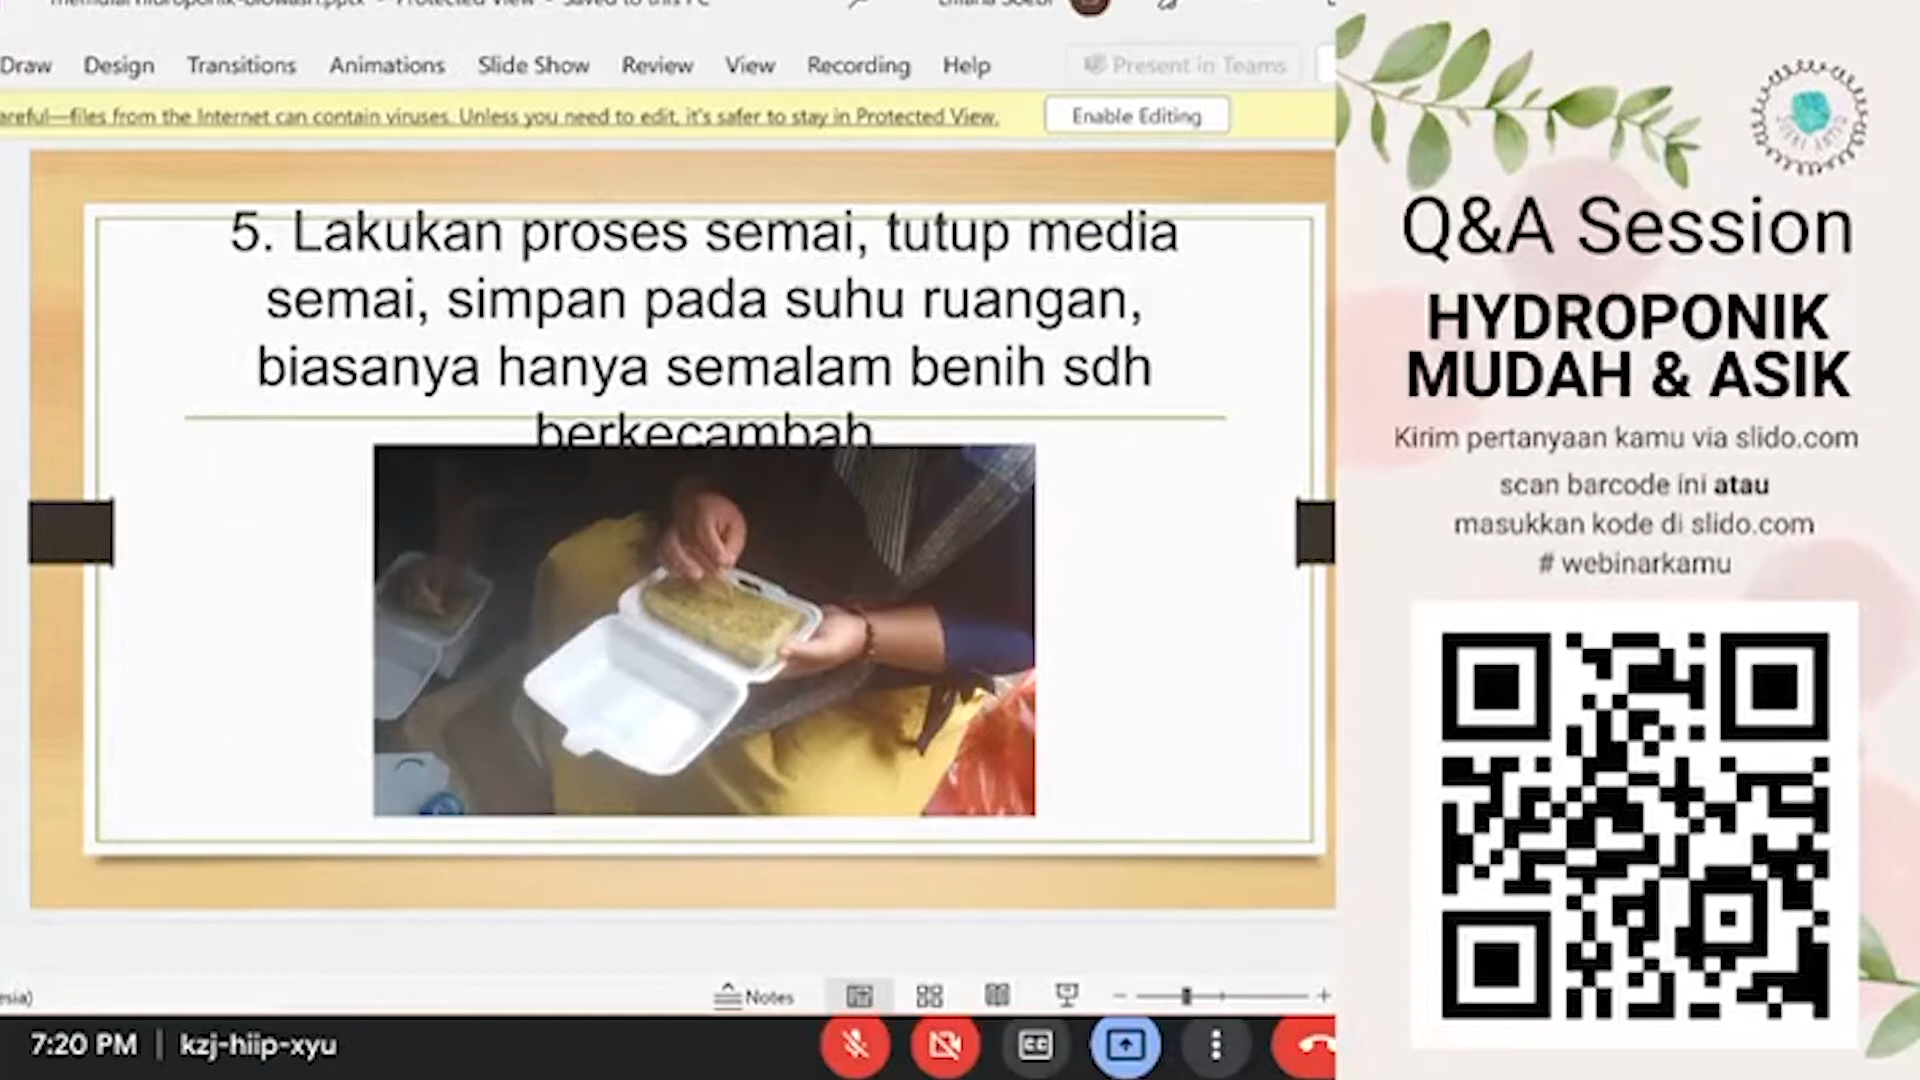 Draw Design Transitions Animations Slide Show Review View Recording Help Present in Teams
files from the Internet can contain viruses. Unless you need to edit, it's safer to stay in Protected View. Enable Editing
5. Lakukan proses semai, tutup media
semai, simpan pada suhu ruangan,
biasanya hanya semalam benih sdh
berkecambah
Notes
7:20 PM | kzj-hiip-xyu
CC
Q&A Session
HYDROPONIK
MUDAH & ASIK
Kirim pertanyaan kamu via slido.com
scan barcode ini atau
masukkan kode di slido.com
# webinarkamu